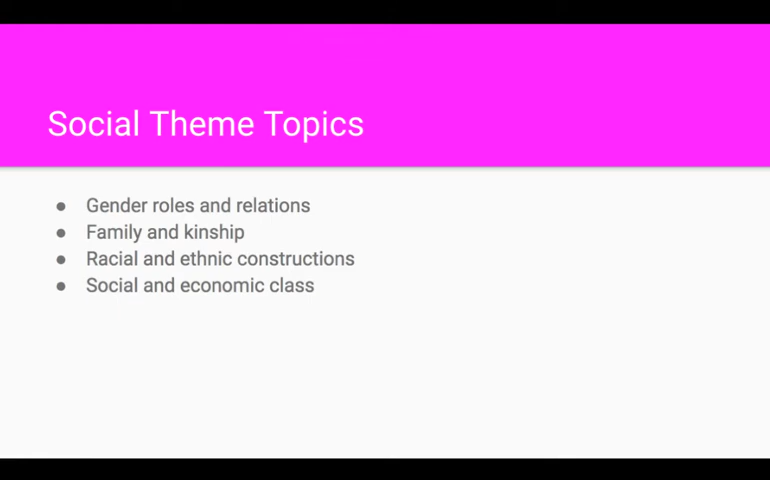 Social Theme Topics
● Gender roles and relations
● Family and kinship
● Racial and ethnic constructions
● Social and economic class